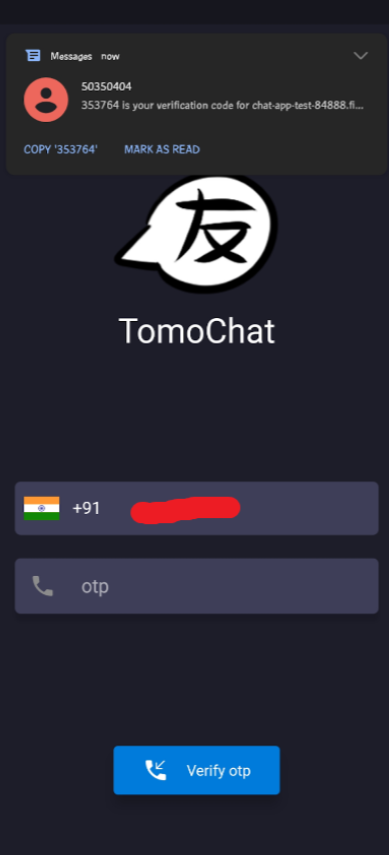 Messages now
50350404
353764 is your verification code for chat-app-test-84888.fi...
COPY '353764' MARK AS READ
友
TomoChat
+91
otp
Verify otp